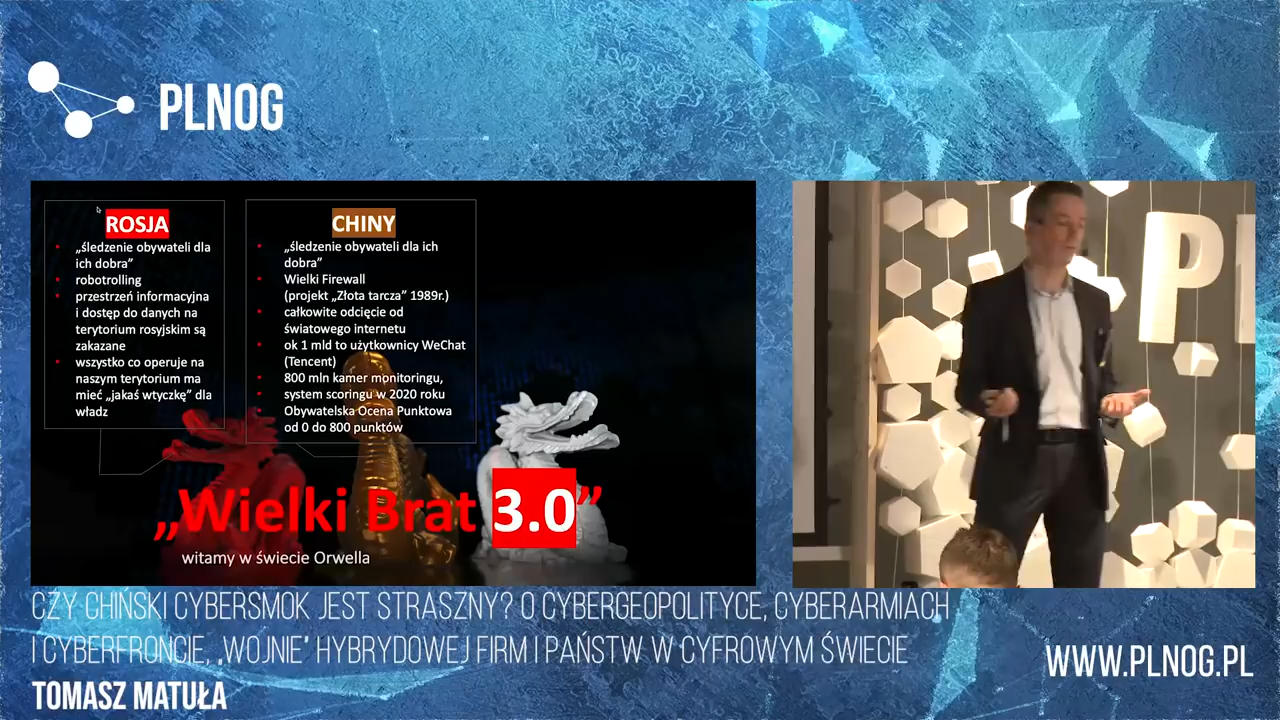 PLNOG
ROSJA
„śledzenie obywateli dla
ich dobra”
robotrolling
przestrzeń informacyjna
i dostęp do danych na
terytorium rosyjskim są
zakazane
wszystko co operuje na
naszym terytorium ma
mieć „jakaś wtyczkę” dla
władz
CHINY
„śledzenie obywateli dla ich
dobra”
Wielki Firewall
(projekt „Złota tarcza” 1989r.)
całkowite odcięcie od
światowego internetu
ok 1 mld to użytkownicy WeChat
(Tencent)
800 mln kamer monitoringu,
system scoringu w 2020 roku
Obywatelska Ocena Punktowa
od 0 do 800 punktów
„Wielki Brat 3.0”
witamy w świecie Orwella
CZY CHIŃSKI CYBERSMOK JEST STRASZNY? O CYBERGEOPOLITYCE, CYBERARMIACH
I CYBERFRONCIE, „WOJNIE” HYBRYDOWEJ FIRM I PAŃSTW W CYFROWYM ŚWIECIE
TOMASZ MATUŁA
WWW.PLNOG.PL